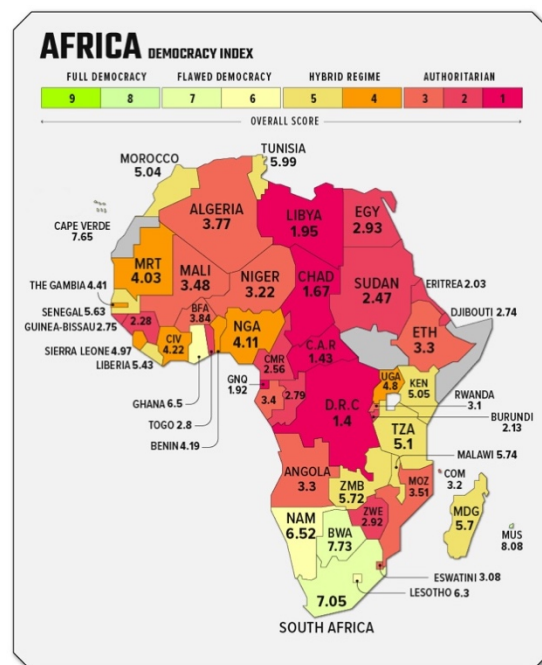 AFRICA DEMOCRACY INDEX
FULL DEMOCRACY FLAWED DEMOCRACY HYBRID REGIME AUTHORITARIAN
9 8 7 6 5 4 3 2 1
OVERALL SCORE
TUNISIA
5.99
MOROCCO
5.04
ALGERIA
3.77
LIBYA
1.95
EGY
2.93
CAPE VERDE
7.65
MRT
4.03
MALI
3.48
NIGER
3.22
CHAD
1.67
SUDAN
2.47
ERITREA 2.03
THE GAMBIA 4.41
SENEGAL 5.63
GUINEA-BISSAU 2.75
2.28
BFA
3.84
DJIBOUTI 2.74
SIERRA LEONE 4.97
LIBERIA 5.43
CIV
4.22
NGA
4.11
ETH
3.3
C.A.R
1.43
CMR
2.56
GNQ
1.92
GHANA 6.5
TOGO 2.8
BENIN 4.19
3.4
2.79
D.R.C
1.4
UGA
4.8
KEN
5.05
RWANDA
3.1
BURUNDI
2.13
TZA
5.1
MALAWI 5.74
ANGOLA
3.3
ZMB
5.72
MOZ
3.51
COM
3.2
MDG
5.7
MUS
8.08
NAM
6.52
BWA
7.73
ZWE
2.92
ESWATINI 3.08
LESOTHO 6.3
7.05
SOUTH AFRICA